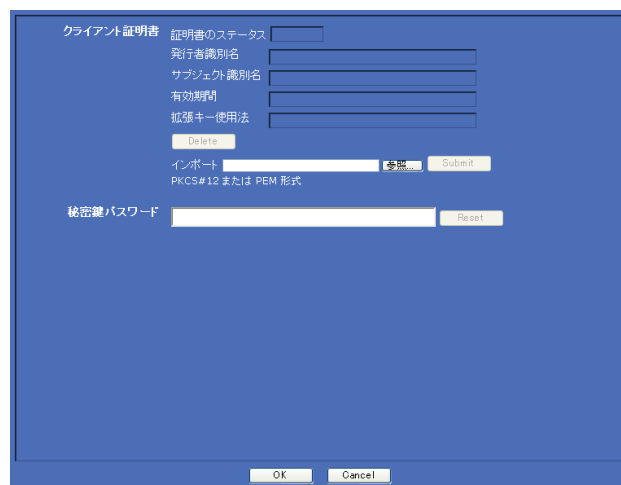 クライアント証明書 証明書のステータス
発行者識別名
サブジェクト識別名
有効期間
拡張キー使用法
Delete
インポート 参照... Submit
PKCS#12 または PEM 形式
秘密鍵パスワード Reset
OK Cancel